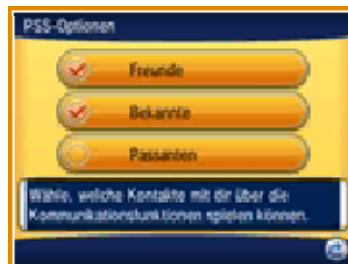 PSS-Optionen
Freunde
Bekannte
Passanten
Wähle, welche Kontakte mit dir über die
Kommunikationsfunktionen spielen können.